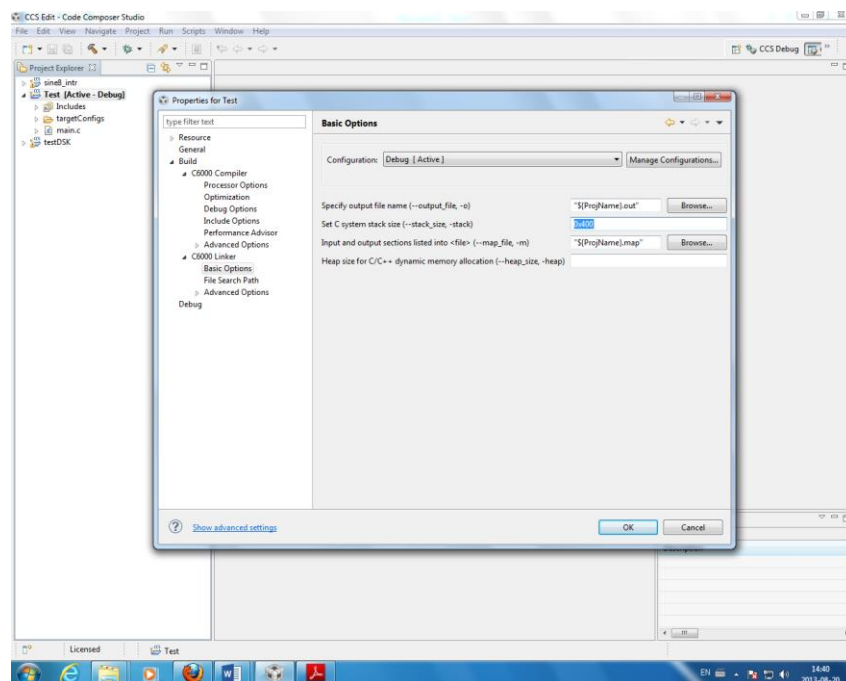 CCS Edit - Code Composer Studio
File Edit View Navigate Project Run Scripts Window Help
CCS Debug
Project Explorer
sine8_intr
Test [Active - Debug]
Includes
targetConfigs
main.c
testDSK
Properties for Test
type filter text
Resource
General
Build
C6000 Compiler
Processor Options
Optimization
Debug Options
Include Options
Performance Advisor
Advanced Options
C6000 Linker
Basic Options
File Search Path
Advanced Options
Debug
Basic Options
Configuration: Debug [ Active ] Manage Configurations...
Specify output file name (--output_file, -o) "${ProjName}.out" Browse...
Set C system stack size (--stack_size, -stack) 0x400
Input and output sections listed into <file> (--map_file, -m) "${ProjName}.map" Browse...
Heap size for C/C++ dynamic memory allocation (--heap_size, -heap)
Show advanced settings
OK Cancel
Licensed Test
EN 14:40
2013-08-20